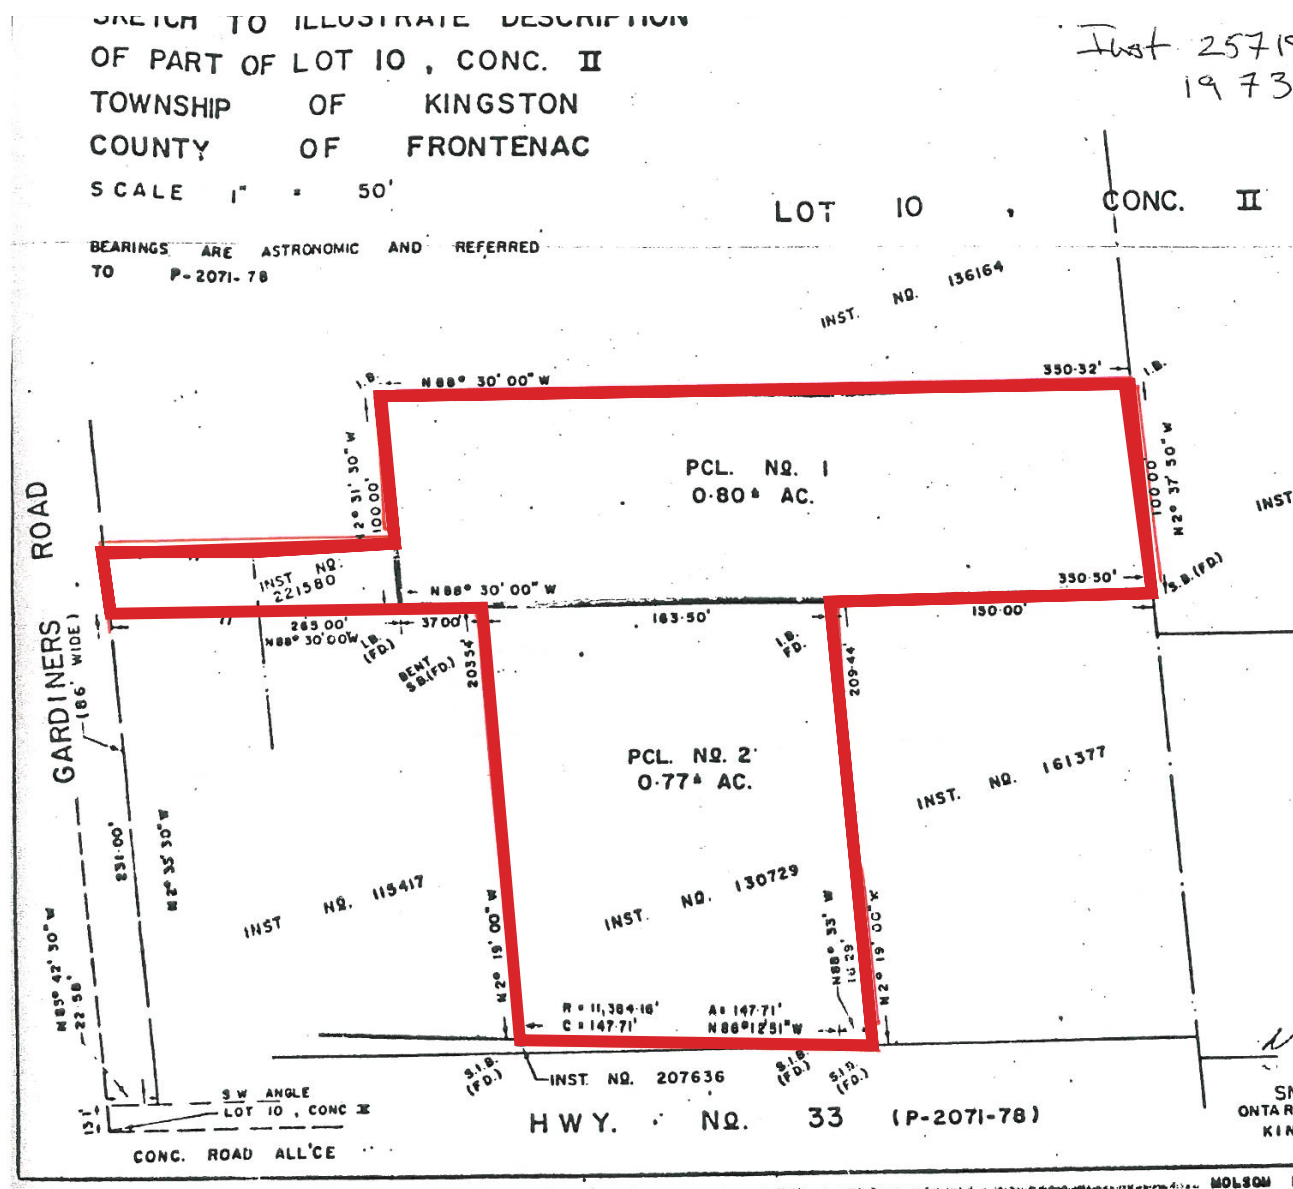 SKETCH TO ILLUSTRATE DESCRIPTION
OF PART OF LOT 10 , CONC. II
TOWNSHIP OF KINGSTON
COUNTY OF FRONTENAC
SCALE 1" = 50'
BEARINGS ARE ASTRONOMIC AND REFERRED
TO P-2071-78
Inst 25719
1973
LOT 10 , CONC. II
INST. NO. 136164
I.B.
N 88° 30' 00" W
350.32'
I.B.
N2° 31' 30" W
100.00'
PCL. NO. 1
0.80± AC.
100.00'
N2° 37' 50" W
INST
GARDINERS ROAD
(86' WIDE)
INST NO.
221580
N88° 30' 00" W
350.50'
S.B.(FD.)
265.00'
N88° 30' 00W
37.00'
163.50'
150.00'
I.B.
(FD.)
BENT
S.B.(FD.)
203.54'
I.B.
FD.
209.44'
PCL. NO. 2
0.77± AC.
INST. NO. 161377
231.00'
N2° 35' 30" W
INST NO. 115417
INST. NO. 130729
N2° 19' 00" W
N88° 33' W
16.29'
N2° 19' 00" W
N85° 42' 30" W
22.58'
R = 11,384.16'
C = 147.71'
A = 147.71'
N 86° 12' 51" W
S.I.B.
(FD.)
S.I.B.
(FD.)
S.I.B.
(FD.)
INST. NO. 207636
S W ANGLE
LOT 10 , CONC II
HWY. NO. 33 (P-2071-78)
CONC. ROAD ALL'CE
ONTAR
KIN
MOLSON